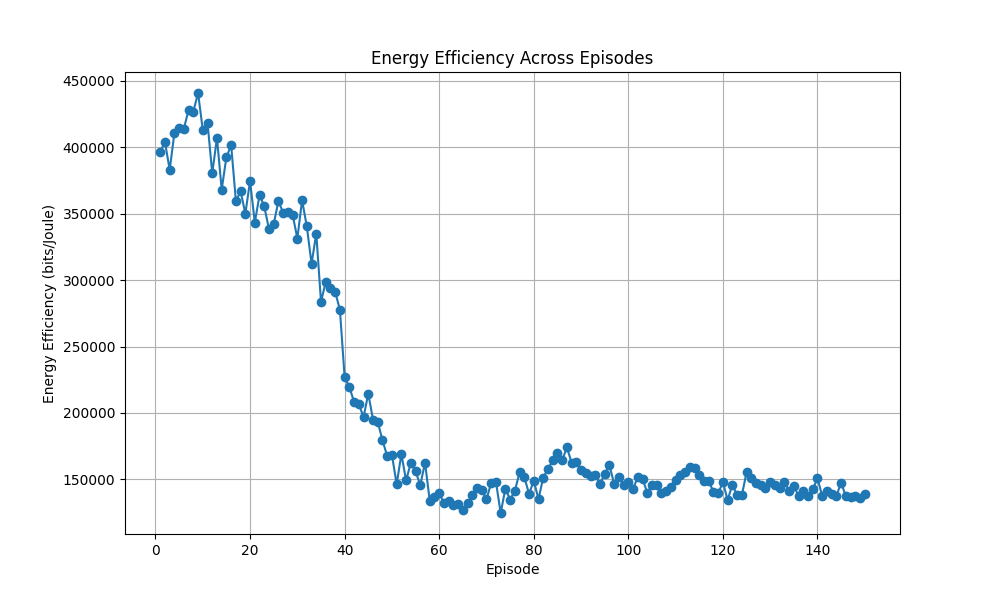 Energy Efficiency Across Episodes
Energy Efficiency (bits/Joule)
450000
400000
350000
300000
250000
200000
150000
0 20 40 60 80 100 120 140
Episode